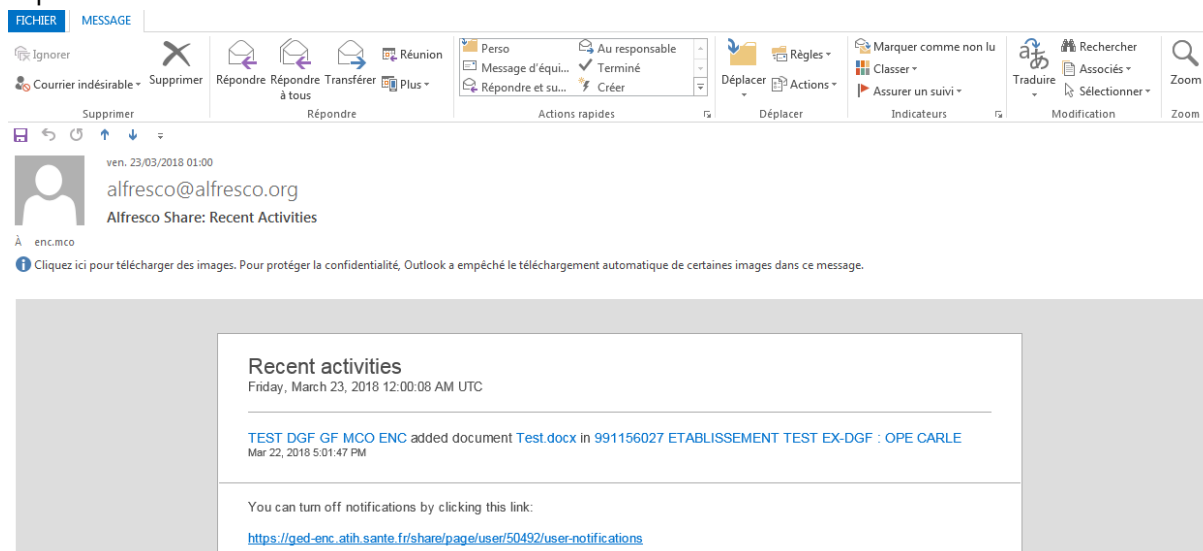 FICHIER MESSAGE
Ignorer
Courrier indésirable
Supprimer
Répondre Répondre à tous Transférer
Réunion
Plus
Perso
Au responsable
Message d'équi...
Terminé
Répondre et su...
Créer
Déplacer
Règles
Actions
Marquer comme non lu
Classer
Assurer un suivi
Traduire
Rechercher
Associés
Sélectionner
Zoom
Supprimer Répondre Actions rapides Déplacer Indicateurs Modification Zoom
ven. 23/03/2018 01:00
alfresco@alfresco.org
Alfresco Share: Recent Activities
À enc.mco
Cliquez ici pour télécharger des images. Pour protéger la confidentialité, Outlook a empêché le téléchargement automatique de certaines images dans ce message.
Recent activities
Friday, March 23, 2018 12:00:08 AM UTC
TEST DGF GF MCO ENC added document Test.docx in 991156027 ETABLISSEMENT TEST EX-DGF : OPE CARLE
Mar 22, 2018 5:01:47 PM
You can turn off notifications by clicking this link:
https://ged-enc.atih.sante.fr/share/page/user/50492/user-notifications